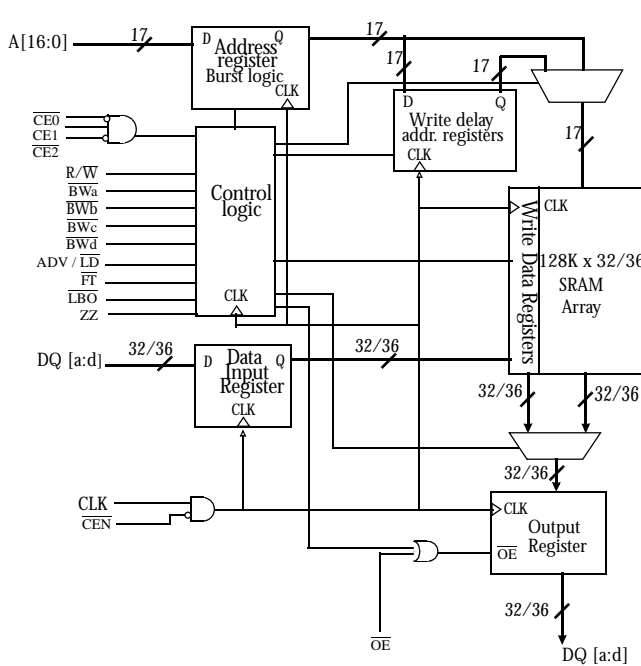 A[16:0]
17
D
Q
Address
register
Burst logic
CLK
17
17
17
D
Q
Write delay
addr. registers
CLK
17
CE0
CE1
CE2
R/W
BWa
BWb
BWc
BWd
ADV / LD
FT
LBO
ZZ
Control
logic
CLK
Write Data Registers
CLK
128K x 32/36
SRAM
Array
DQ [a:d]
32/36
D
Q
Data
Input
Register
CLK
32/36
32/36
32/36
32/36
CLK
CEN
CLK
Output
Register
OE
OE
32/36
DQ [a:d]